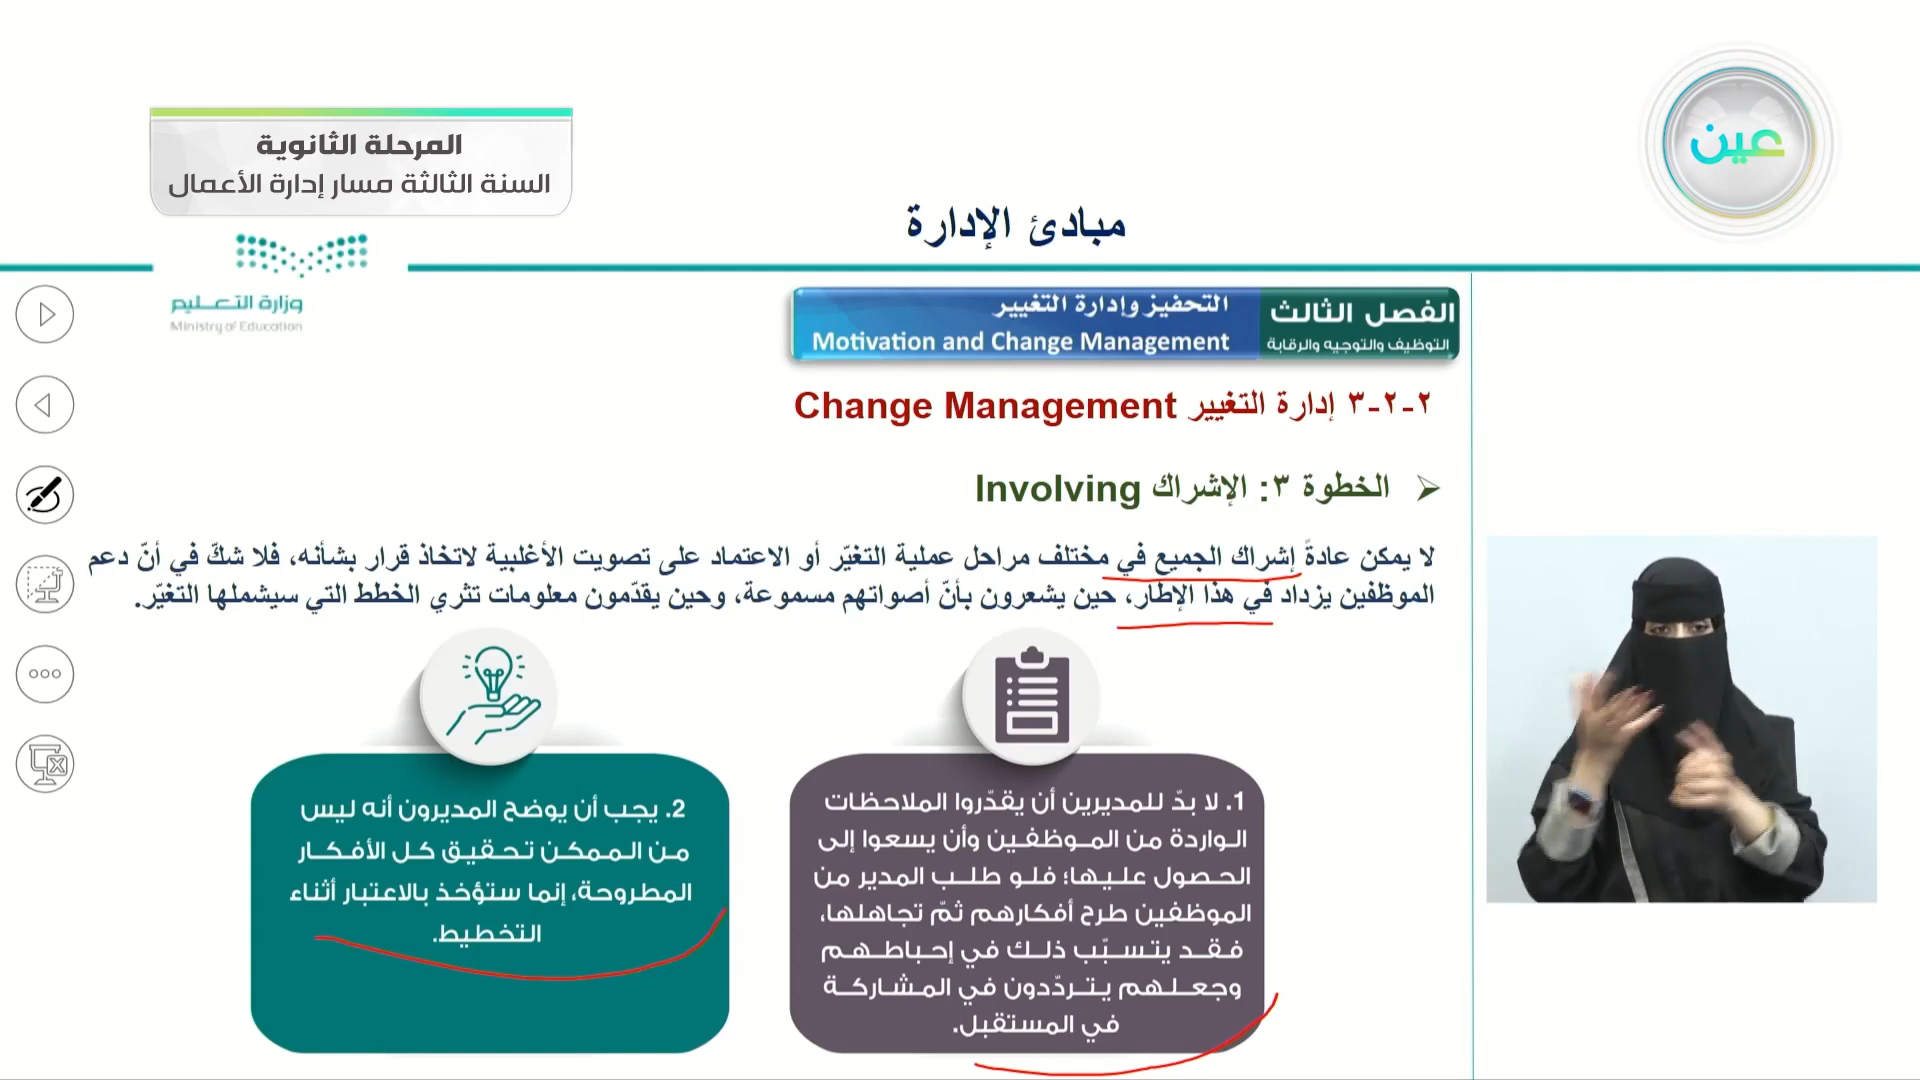 المرحلة الثانوية
السنة الثالثة مسار إدارة الأعمال
عين
مبادئ الإدارة
وزارة التعليم
Ministry of Education
الفصل الثالث
التوظيف والتوجيه والرقابة
التحفيز وإدارة التغيير
Motivation and Change Management
٣-٢-٢ إدارة التغيير Change Management
الخطوة ٣: الإشراك Involving
لا يمكن عادةً إشراك الجميع في مختلف مراحل عملية التغيّر أو الاعتماد على تصويت الأغلبية لاتخاذ قرار بشأنه، فلا شكّ في أنّ دعم
الموظفين يزداد في هذا الإطار، حين يشعرون بأنّ أصواتهم مسموعة، وحين يقدّمون معلومات تثري الخطط التي سيشملها التغيّر.
1. لا بدّ للمديرين أن يقدّروا الملاحظات
الواردة من الموظفين وأن يسعوا إلى
الحصول عليها؛ فلو طلب المدير من
الموظفين طرح أفكارهم ثمّ تجاهلها،
فقد يتسبّب ذلك في إحباطهم
وجعلهم يتردّدون في المشاركة
في المستقبل.
2. يجب أن يوضح المديرون أنه ليس
من الممكن تحقيق كل الأفكار
المطروحة، إنما ستؤخذ بالاعتبار أثناء
التخطيط.